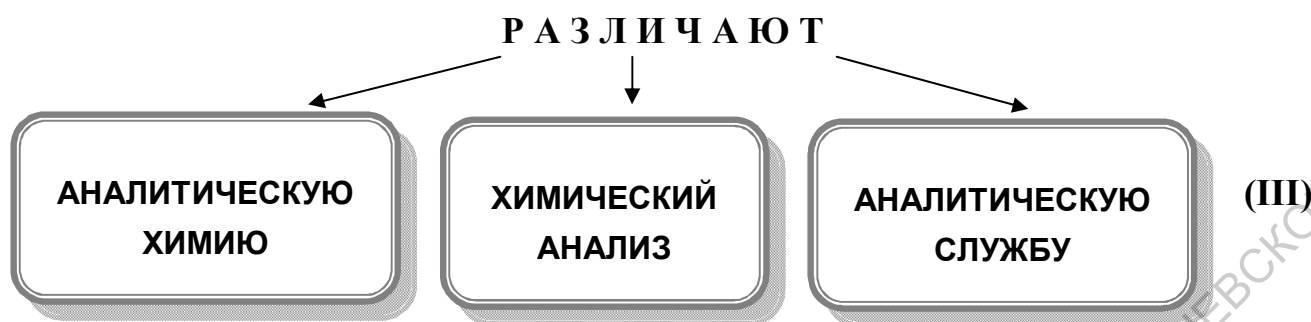 Р А З Л И Ч А Ю Т
АНАЛИТИЧЕСКУЮ
ХИМИЮ
ХИМИЧЕСКИЙ
АНАЛИЗ
АНАЛИТИЧЕСКУЮ
СЛУЖБУ
(III)